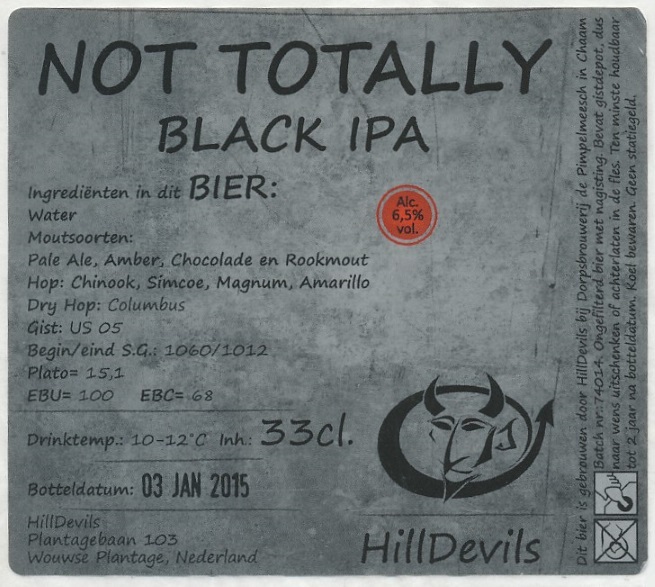 NOT TOTALLY
BLACK IPA
Ingrediënten in dit BIER:
Water
Moutsoorten:
Pale Ale, Amber, Chocolade en Rookmout
Hop: Chinook, Simcoe, Magnum, Amarillo
Dry Hop: Columbus
Gist: US 05
Begin/eind S.G.: 1060/1012
Plato= 15,1
EBU= 100 EBC= 68
Alc.
6,5%
vol.
Drinktemp.: 10-12°C Inh.: 33cl.
Botteldatum: 03 JAN 2015
HillDevils
Plantagebaan 103
Wouwse Plantage, Nederland
HillDevils
Dit bier is gebrouwen door HillDevils bij Dorpsbrouwerij de Pimpelmeesch in Chaam
Batch nr.:74014. Ongefilterd bier met nagisting. Bevat gistdepot, dus
naar wens uitschenken of achterlaten in de fles. Ten minste houdbaar
tot 2 jaar na botteldatum. Koel bewaren. Geen statiegeld.